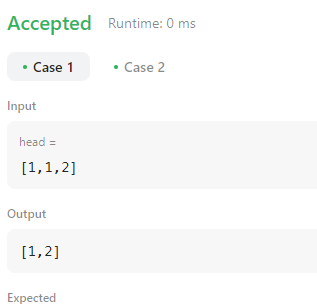 Accepted Runtime: 0 ms
• Case 1 • Case 2
Input
head =
[1,1,2]
Output
[1,2]
Expected